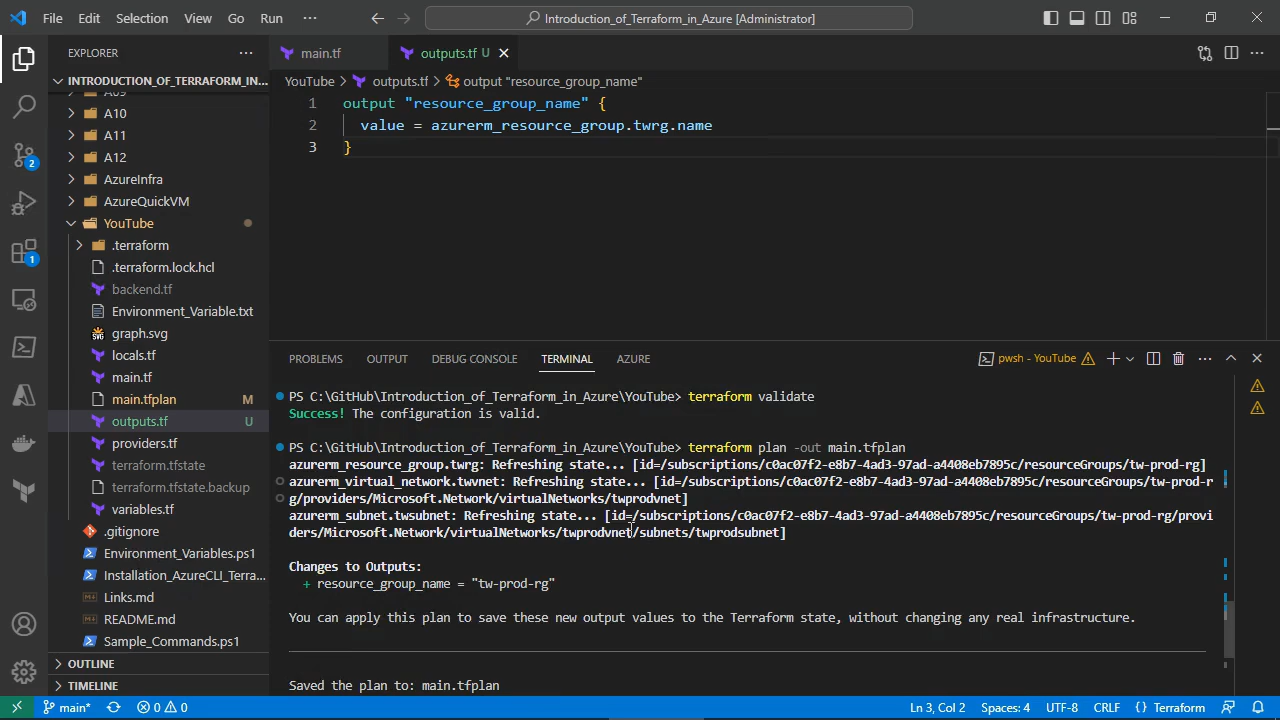 File Edit Selection View Go Run ··· Introduction_of_Terraform_in_Azure [Administrator]
EXPLORER
main.tf
outputs.tf U
INTRODUCTION_OF_TERRAFORM_IN...
YouTube > outputs.tf > output "resource_group_name"
A09
A10
A11
A12
AzureInfra
AzureQuickVM
YouTube
.terraform
.terraform.lock.hcl
backend.tf
Environment_Variable.txt
graph.svg
locals.tf
main.tf
main.tfplan M
outputs.tf U
providers.tf
terraform.tfstate
terraform.tfstate.backup
variables.tf
.gitignore
Environment_Variables.ps1
Installation_AzureCLI_Terra...
Links.md
README.md
Sample_Commands.ps1
OUTLINE
TIMELINE
2
1
1 output "resource_group_name" {
2 value = azurerm_resource_group.twrg.name
3 }
PROBLEMS OUTPUT DEBUG CONSOLE TERMINAL AZURE
pwsh - YouTube
PS C:\GitHub\Introduction_of_Terraform_in_Azure\YouTube> terraform validate
Success! The configuration is valid.
PS C:\GitHub\Introduction_of_Terraform_in_Azure\YouTube> terraform plan -out main.tfplan
azurerm_resource_group.twrg: Refreshing state... [id=/subscriptions/c0ac07f2-e8b7-4ad3-97ad-a4408eb7895c/resourceGroups/tw-prod-rg]
azurerm_virtual_network.twvnet: Refreshing state... [id=/subscriptions/c0ac07f2-e8b7-4ad3-97ad-a4408eb7895c/resourceGroups/tw-prod-r
g/providers/Microsoft.Network/virtualNetworks/twprodvnet]
azurerm_subnet.twsubnet: Refreshing state... [id=/subscriptions/c0ac07f2-e8b7-4ad3-97ad-a4408eb7895c/resourceGroups/tw-prod-rg/provi
ders/Microsoft.Network/virtualNetworks/twprodvnet/subnets/twprodsubnet]
Changes to Outputs:
+ resource_group_name = "tw-prod-rg"
You can apply this plan to save these new output values to the Terraform state, without changing any real infrastructure.
Saved the plan to: main.tfplan
main* 0 0 Ln 3, Col 2 Spaces: 4 UTF-8 CRLF {} Terraform